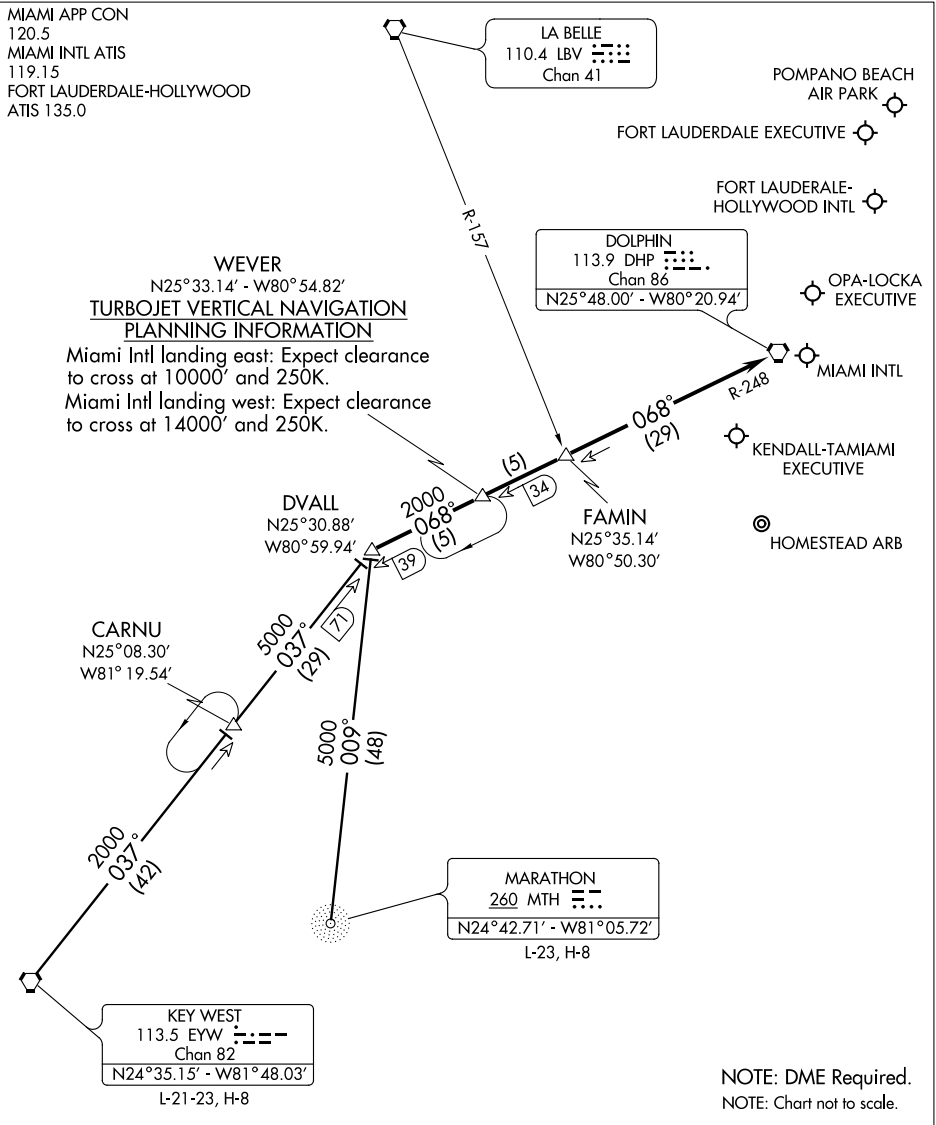 MIAMI APP CON
120.5
MIAMI INTL ATIS
119.15
FORT LAUDERDALE-HOLLYWOOD
ATIS 135.0
LA BELLE
110.4 LBV
Chan 41
POMPANO BEACH
AIR PARK
FORT LAUDERDALE EXECUTIVE
FORT LAUDERALE-
HOLLYWOOD INTL
R-157
DOLPHIN
113.9 DHP
Chan 86
N25°48.00' - W80°20.94'
OPA-LOCKA
EXECUTIVE
WEVER
N25°33.14' - W80°54.82'
TURBOJET VERTICAL NAVIGATION
PLANNING INFORMATION
Miami Intl landing east: Expect clearance
to cross at 10000' and 250K.
Miami Intl landing west: Expect clearance
to cross at 14000' and 250K.
MIAMI INTL
R-248
068°
(29)
KENDALL-TAMIAMI
EXECUTIVE
(5)
34
DVALL
N25°30.88'
W80°59.94'
2000
068°
(5)
39
FAMIN
N25°35.14'
W80°50.30'
HOMESTEAD ARB
CARNU
N25°08.30'
W81°19.54'
5000
037°
(29)
71
5000
009°
(48)
2000
037°
(42)
MARATHON
260 MTH
N24°42.71' - W81°05.72'
L-23, H-8
KEY WEST
113.5 EYW
Chan 82
N24°35.15' - W81°48.03'
L-21-23, H-8
NOTE: DME Required.
NOTE: Chart not to scale.